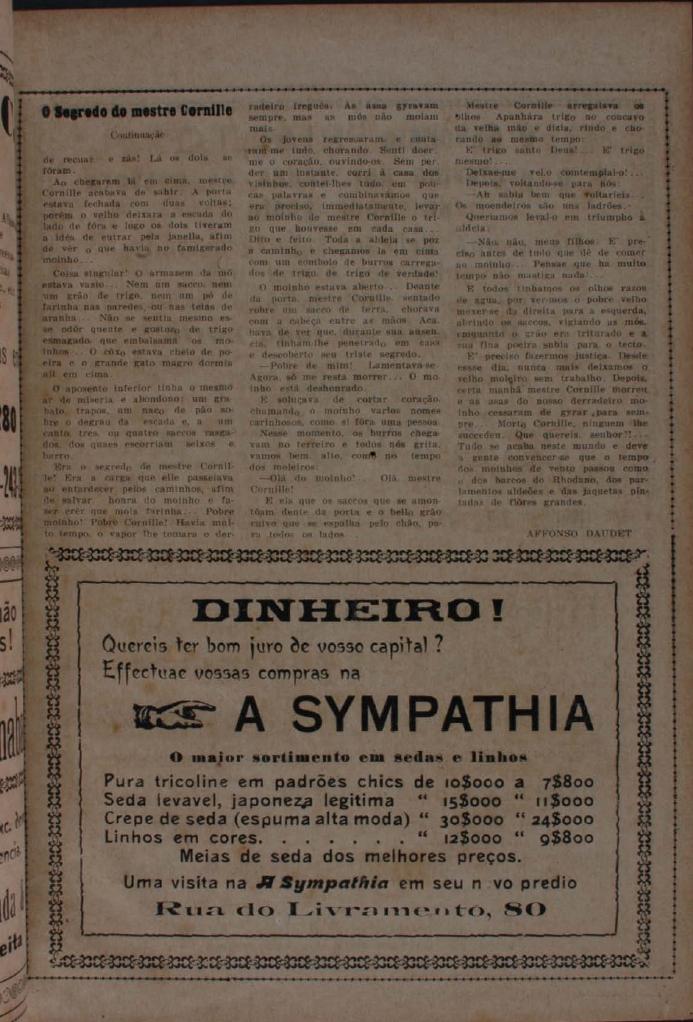 O Segredo do mestre Cornille
Continuação
de recuar e zás! Lá os dois se
fôram.
Ao chegarem lá em cima, mestre
Cornille acabava de sahir. A porta
estava fechada com duas voltas;
porém o velho deixara a escada do
lado de fóra e logo os dois tiveram
a idéa de entrar pela janella, afim
de vêr o que havia no famigerado
moinho...
Coisa singular! O armazem da mó
estava vasio... Nem um sacco, nem
um grão de trigo, nem um pó de
farinha nas paredes, ou nas teias de
aranha... Não se sentia mesmo es-
se odôr quente e gustoso de trigo
esmagado que embalsama os mo-
inhos... O côxo estava cheio de po-
eira e o grande gato magro dormia
ali em cima.
O aposento inferior tinha o mesmo
ar de miseria e abondono: um gra-
bato, trapos, um naco de pão so-
bre o degrau da escada e, a um
canto tres ou quatro saccos rasga-
dos, dos quaes escorriam seixos e
barro.
Era o segredo de mestre Cornil-
le! Era a carga que elle passeiava
ao entardecer pelos caminhos, afim
de salvar honra do moinho e fa-
ser crêr que moia farinha... Pobre
moinho! Pobre Cornille! Havia mui-
to tempo, o vapor lhe tomara o der-
radeiro freguês. As asas gyravam
sempre, mas as mós não moiam
mais.
Os jovens regressaram, e conta-
ram-me tudo, chorando. Senti doer-
me o coração, ouvindo-os. Sem per-
der um instante, corri á casa dos
visinhos, contei-lhes tudo, em pou-
cas palavras e combinavamos que
era preciso, immediatamente, levar
ao moinho de mestre Cornille o tri-
go que houvesse em cada casa...
Dito e feito. Toda a aldeia se poz
a caminho e chegamos lá em cima
com um comboio de burros carrega-
dos de trigo, de trigo de verdade!
O moinho estava aberto... Deante
da porta, mestre Cornille, sentado
sobre um sacco de terra, chorava
com a cabeça entre as mãos. Aca-
bava de ver que, durante sua ausen-
cia, tinham-lhe penetrado em casa
e descoberto seu triste segredo.
—Pobre de mim! Lamentava-se.
Agora, só me resta morrer... O mo-
inho está deshonrado.
E soluçava de cortar coração,
chamando o moinho varios nomes
carinhosos, como si fôra uma pessoa.
Nesse momento, os burros chega-
vam no terreiro e todos nós grita-
vamos bem alto, como no tempo
dos moleiros:
—Olá do moinho!... Olá, mestre
Cornille!
E eis que os saccos que se amon-
tôam dente da porta e o bello grão
ruivo que se espalha pelo chão, pa-
ra todos os lados.
Mestre Cornille arregalava os
olhos. Apanhára trigo no concavo
da velha mão e dizia, rindo e cho-
rando ao mesmo tempo:
E' trigo santo Deus!... E' trigo
mesmo!...
Deixae-me vel.o contemplal-o!...
Depois, voltando-se para nós:
—Ah sabia bem que voltarieis...
Os moendeiros são uns ladrões.
Queriamos leval-o em triumpho á
aldeia:
—Não, não, meus filhos. E' pre-
ciso antes de tudo que dê de comer
ao moinho... Pensae que ha muito
tempo não mastiga nada!...
E todos tinhamos os olhos razos
de agua, por vermos o pobre velho
mexer-se da direita para a esquerda,
abrindo os saccos, vigiando as mós,
emquanto o grão era triturado e a
sua fina poeira subia para o tecto.
E' preciso fazermos justiça. Desde
essse dia, nunca mais deixamos o
velho moleiro sem trabalho. Depois,
certa manhã mestre Cornille morreu
e as asas do nosso derradeiro mo-
inho cessaram de gyrar para sem-
pre... Morto Cornille, ninguem lhe
succedeu. Que quereis, senhor?!...
Tudo se acaba neste mundo e deve
a gente convencer-se que o tempo
dos moinhos de vento passou como
o dos barcos do Rhodano, dos par-
lamentos aldeões e das jaquetas pin-
tadas de flôres grandes.
AFFONSO DAUDET
DINHEIRO!
Quereis ter bom juro de vosso capital ?
Effectuae vossas compras na
A SYMPATHIA
O maior sortimento em sedas e linhos
Pura tricoline em padrões chics de 10$000 a 7$800
Seda levavel, japoneza legitima “ 15$000 “ 11$000
Crepe de seda (espuma alta moda) “ 30$000 “ 24$000
Linhos em cores. . . . . . . “ 12$000 “ 9$800
Meias de seda dos melhores preços.
Uma visita na A Sympathia em seu n vo predio
Rua do Livramento, 80